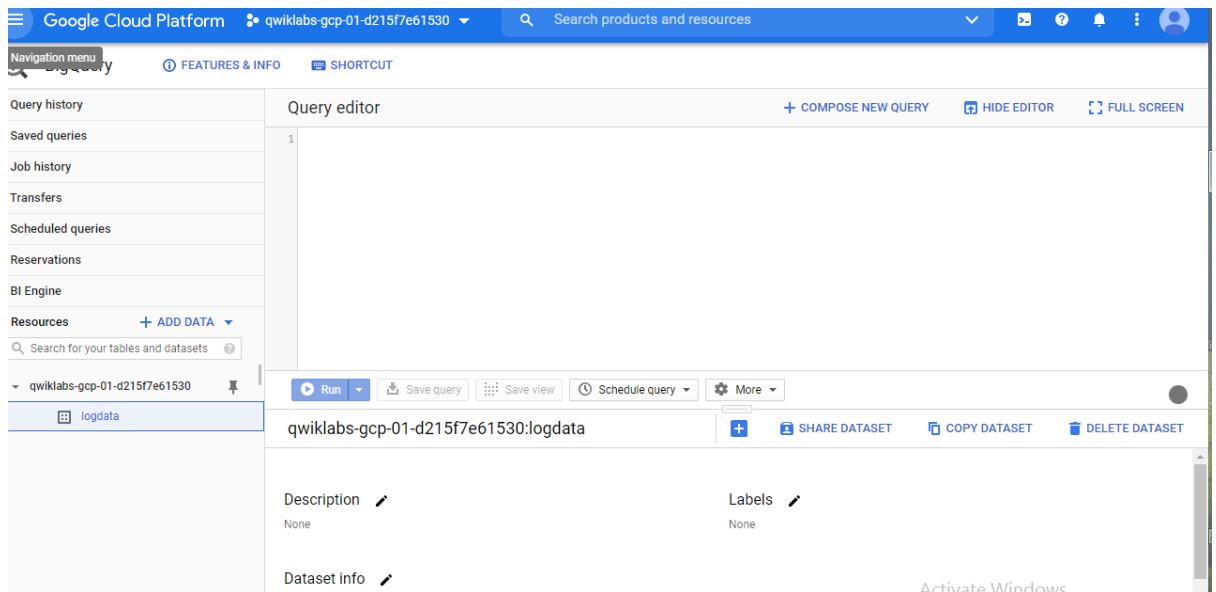 Google Cloud Platform qwiklabs-gcp-01-d215f7e61530 Search products and resources
Navigation menu
BigQuery FEATURES & INFO SHORTCUT
Query history
Saved queries
Job history
Transfers
Scheduled queries
Reservations
BI Engine
Resources + ADD DATA
Search for your tables and datasets
qwiklabs-gcp-01-d215f7e61530
logdata
Query editor + COMPOSE NEW QUERY HIDE EDITOR FULL SCREEN
1
Run Save query Save view Schedule query More
qwiklabs-gcp-01-d215f7e61530:logdata SHARE DATASET COPY DATASET DELETE DATASET
Description Labels
None None
Dataset info
Activate Windows